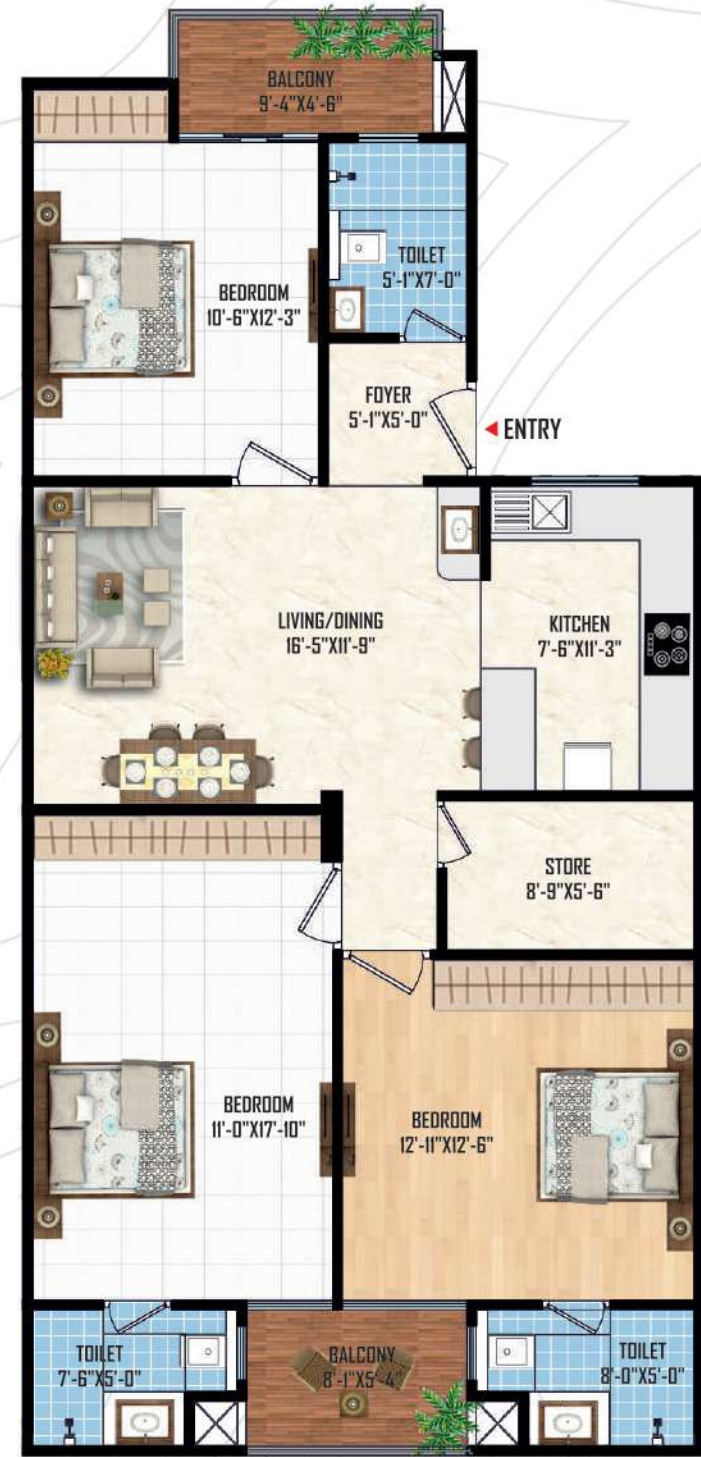 BALCONY
9'-4"X4'-6"
TOILET
5'-1"X7'-0"
BEDROOM
10'-6"X12'-3"
FOYER
5'-1"X5'-0"
ENTRY
LIVING/DINING
16'-5"X11'-9"
KITCHEN
7'-6"X11'-3"
STORE
8'-9"X5'-6"
BEDROOM
11'-0"X17'-10"
BEDROOM
12'-11"X12'-6"
TOILET
7'-6"X5'-0"
BALCONY
8'-1"X5'-4"
TOILET
8'-0"X5'-0"